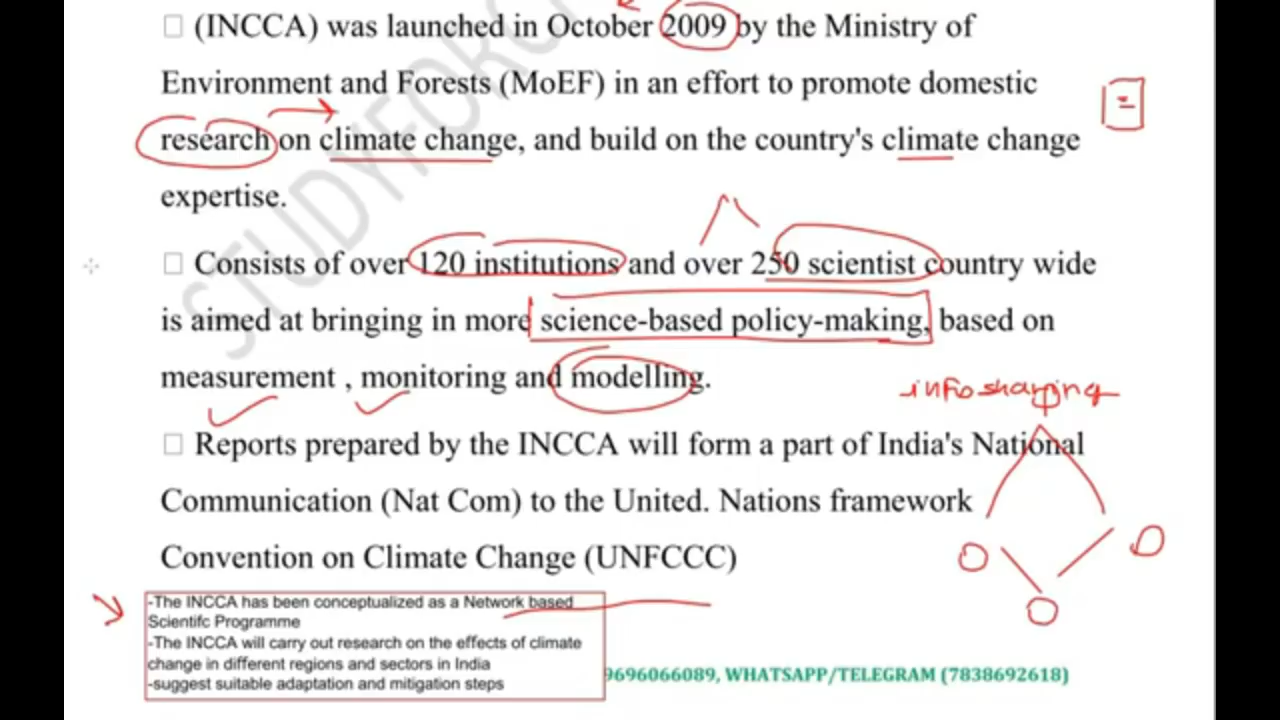 (INCCA) was launched in October 2009 by the Ministry of
Environment and Forests (MoEF) in an effort to promote domestic
research on climate change, and build on the country's climate change
expertise.
Consists of over 120 institutions and over 250 scientist country wide
is aimed at bringing in more science-based policy-making, based on
measurement , monitoring and modelling.
info sharing
Reports prepared by the INCCA will form a part of India's National
Communication (Nat Com) to the United. Nations framework
Convention on Climate Change (UNFCCC)
-The INCCA has been conceptualized as a Network based
Scientifc Programme
-The INCCA will carry out research on the effects of climate
change in different regions and sectors in India
-suggest suitable adaptation and mitigation steps
9696066089, WHATSAPP/TELEGRAM (7838692618)
STUDYFORC